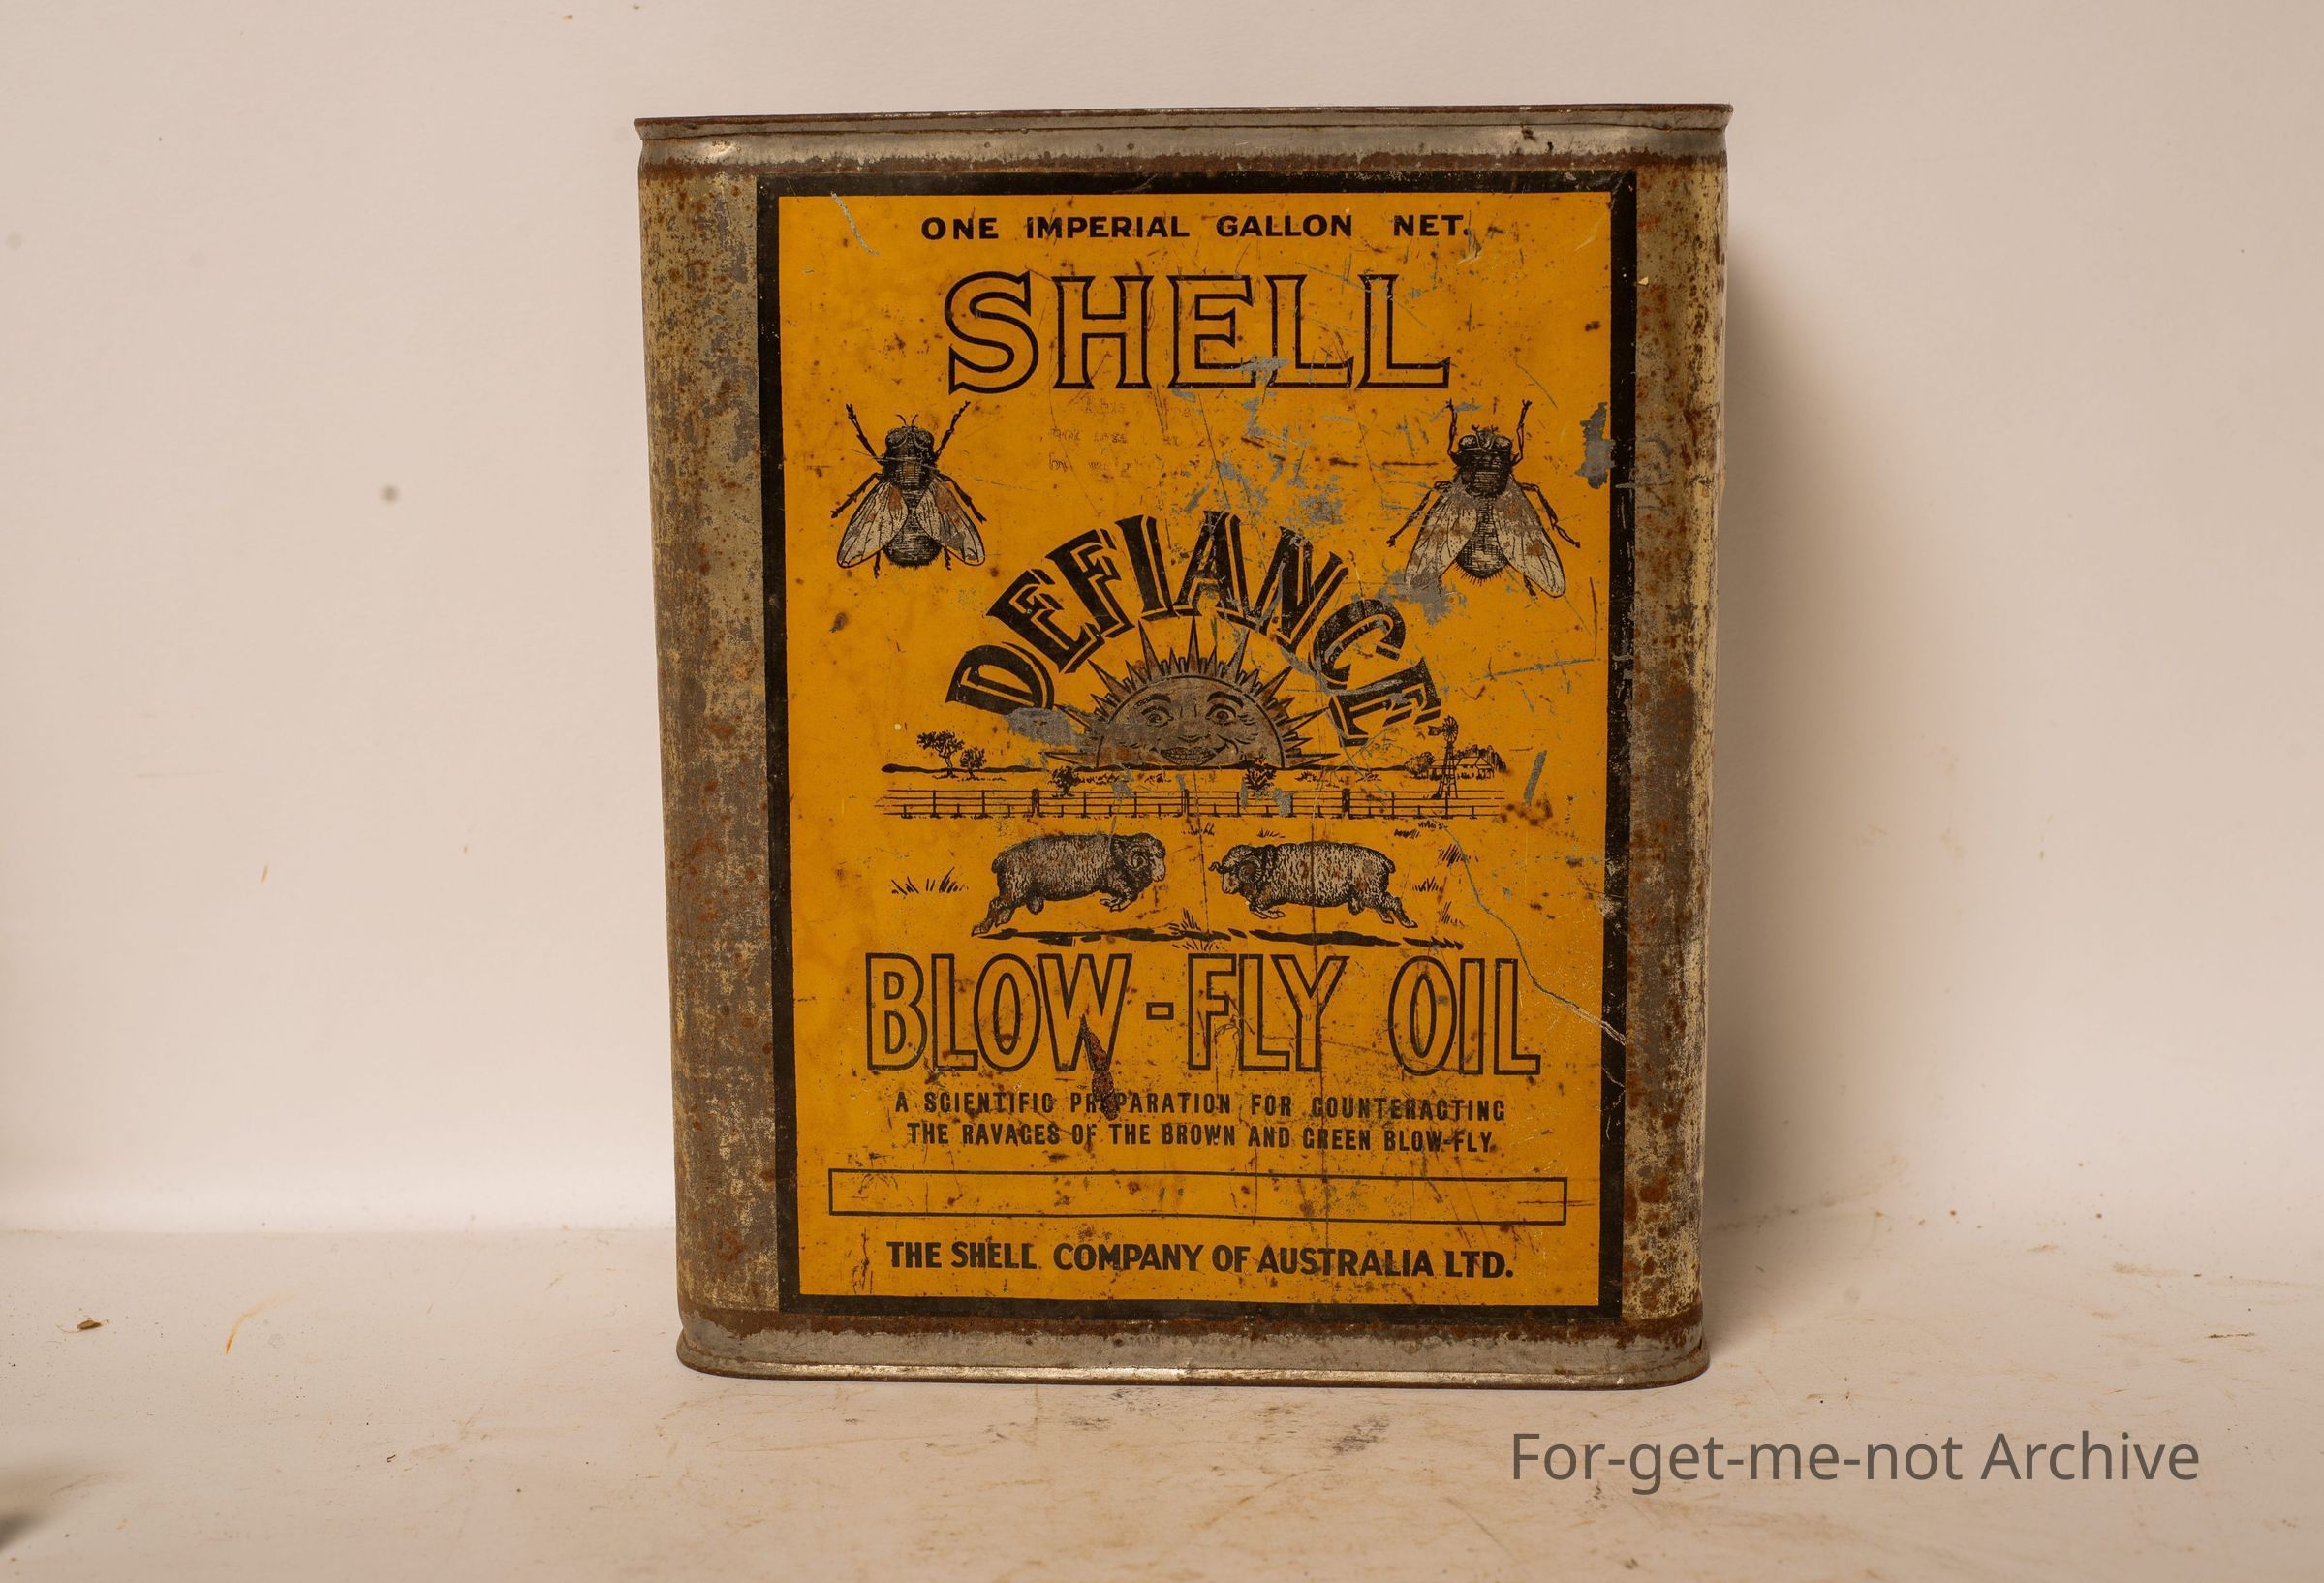 ONE IMPERIAL GALLON NET.
SHELL
DEFIANCE
BLOW-FLY OIL
A SCIENTIFIC PREPARATION FOR COUNTERACTING
THE RAVAGES OF THE BROWN AND GREEN BLOW-FLY.
THE SHELL COMPANY OF AUSTRALIA LTD.
For-get-me-not Archive